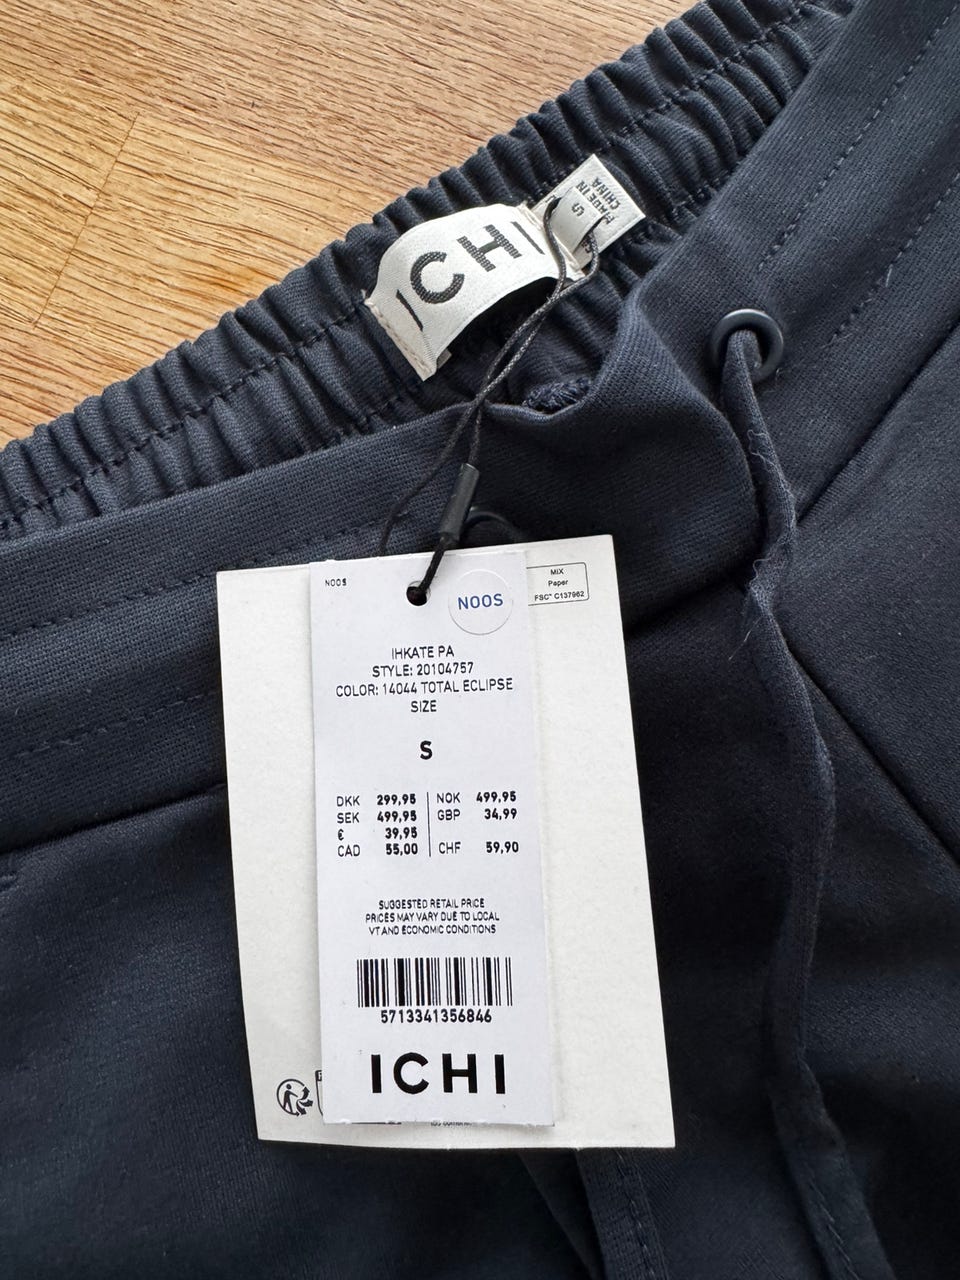 ICHI
S
MADE IN
CHINA
NOOS
NOOS
MIX
Paper
FSC™ C137962
IHKATE PA
STYLE: 20104757
COLOR: 14044 TOTAL ECLIPSE
SIZE
S
DKK 299,95 NOK 499,95
SEK 499,95 GBP 34,99
€ 39,95
CAD 55,00 CHF 59,90
SUGGESTED RETAIL PRICE
PRICES MAY VARY DUE TO LOCAL
VT AND ECONOMIC CONDITIONS
5713341356846
ICHI